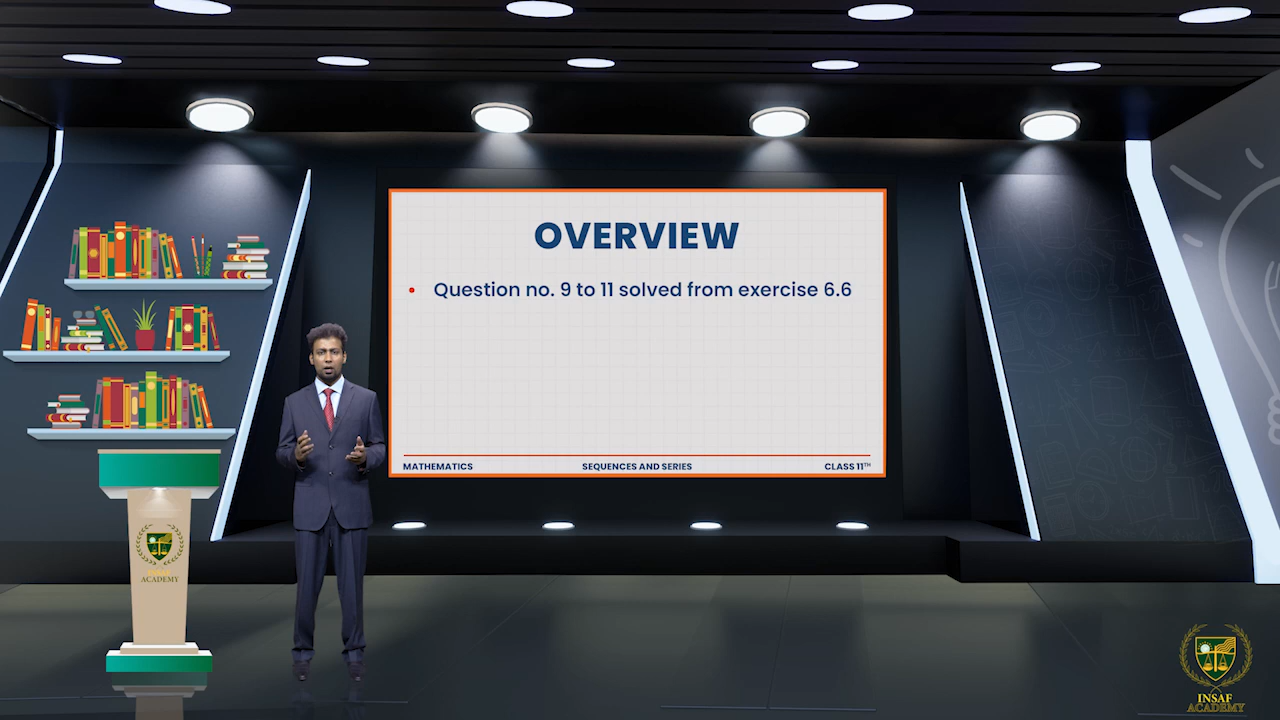 OVERVIEW
• Question no. 9 to 11 solved from exercise 6.6
MATHEMATICS
SEQUENCES AND SERIES
CLASS 11TH
ACADEMY
INSAF
ACADEMY